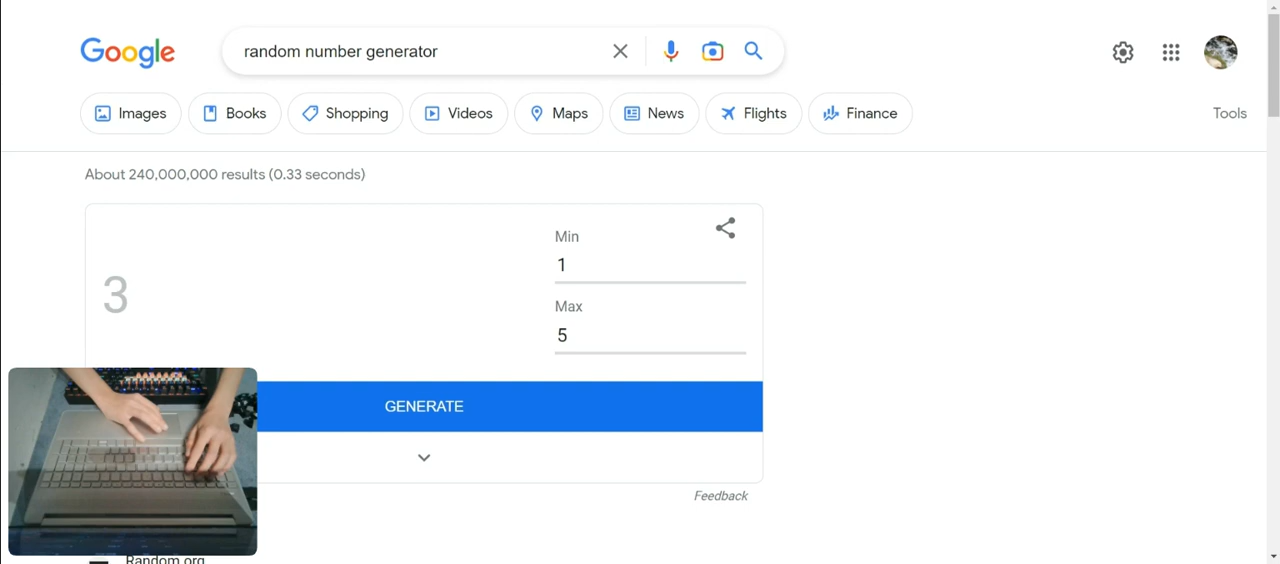 Google
random number generator
Images
Books
Shopping
Videos
Maps
News
Flights
Finance
Tools
About 240,000,000 results (0.33 seconds)
Min
1
3
Max
5
GENERATE
Feedback
Random.org